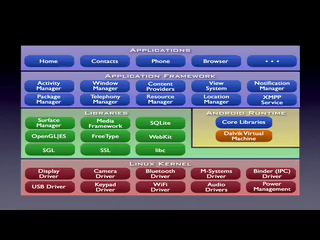 APPLICATIONS
Home
Contacts
Phone
Browser
• • •
APPLICATION FRAMEWORK
Activity
Manager
Window
Manager
Content
Providers
View
System
Notification
Manager
Package
Manager
Telephony
Manager
Resource
Manager
Location
Manager
XMPP
Service
LIBRARIES
Surface
Manager
Media
Framework
SQLite
OpenGL|ES
FreeType
WebKit
SGL
SSL
libc
ANDROID RUNTIME
Core Libraries
Dalvik Virtual
Machine
LINUX KERNEL
Display
Driver
Camera
Driver
Bluetooth
Driver
M-Systems
Driver
Binder (IPC)
Driver
USB Driver
Keypad
Driver
WiFi
Driver
Audio
Drivers
Power
Management